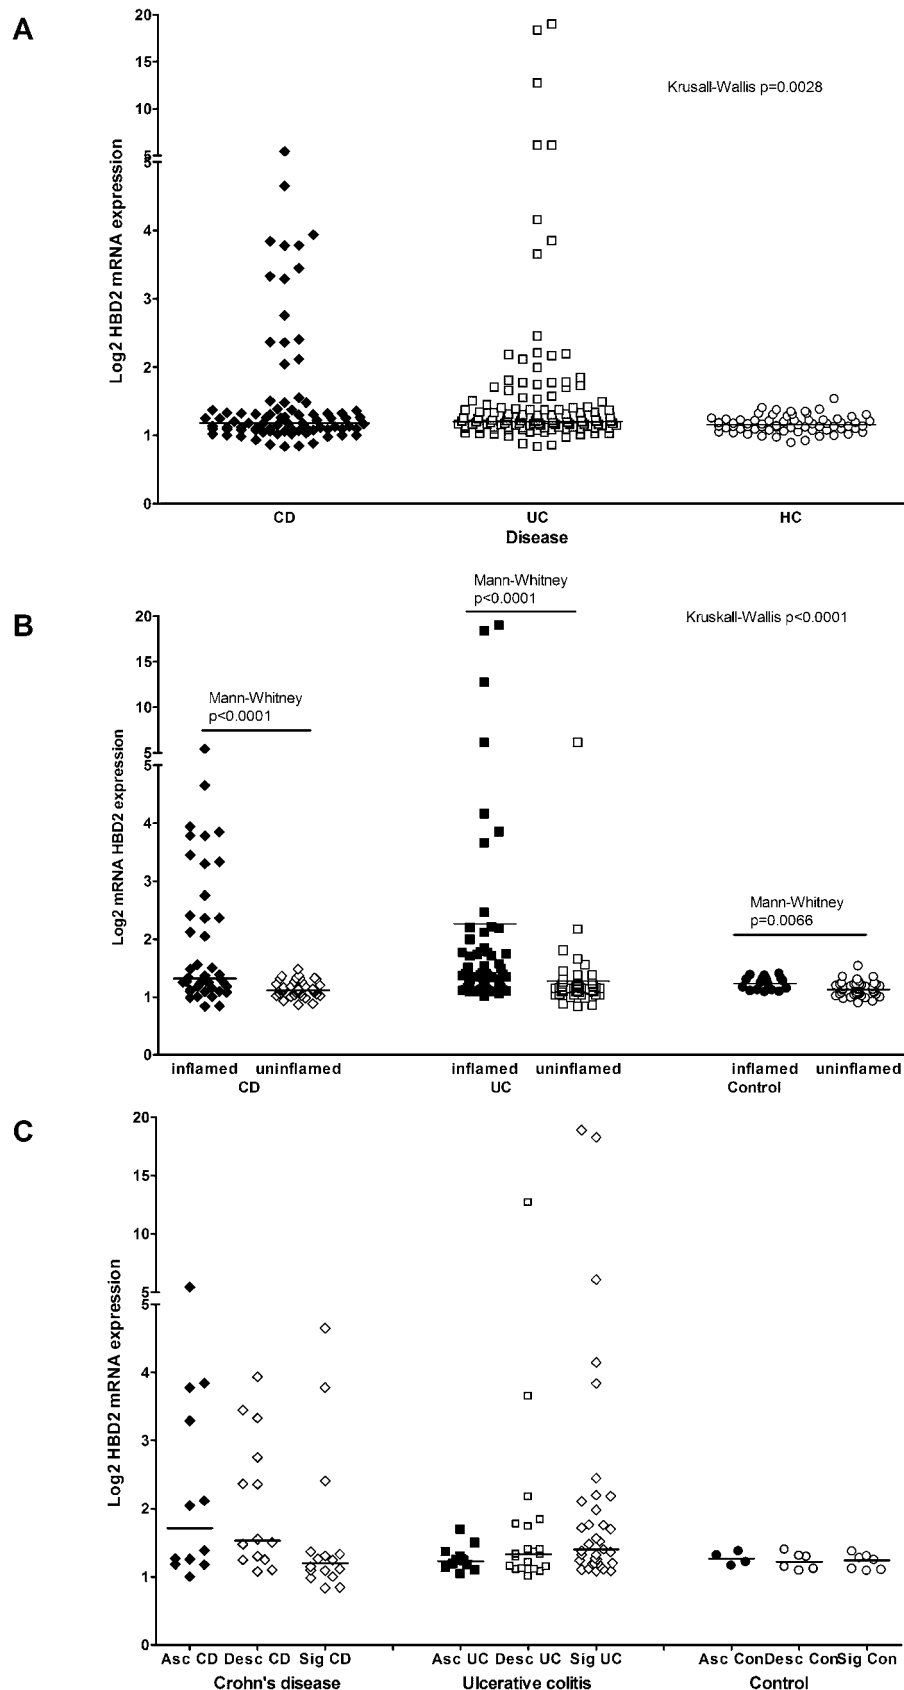 A
20
15
10
5
5
4
3
2
1
0
Log2 HBD2 mRNA expression
Krusall-Wallis p=0.0028
CD UC HC
Disease
B
Mann-Whitney
p<0.0001
Kruskall-Wallis p<0.0001
Mann-Whitney
p<0.0001
Mann-Whitney
p=0.0066
20
15
10
5
5
4
3
2
1
0
Log2 mRNA HBD2 expression
inflamed uninflamed inflamed uninflamed inflamed uninflamed
CD UC Control
C
20
15
10
5
5
4
3
2
1
0
Log2 HBD2 mRNA expression
Asc CD Desc CD Sig CD Asc UC Desc UC Sig UC Asc Con Desc Con Sig Con
Crohn's disease Ulcerative colitis Control